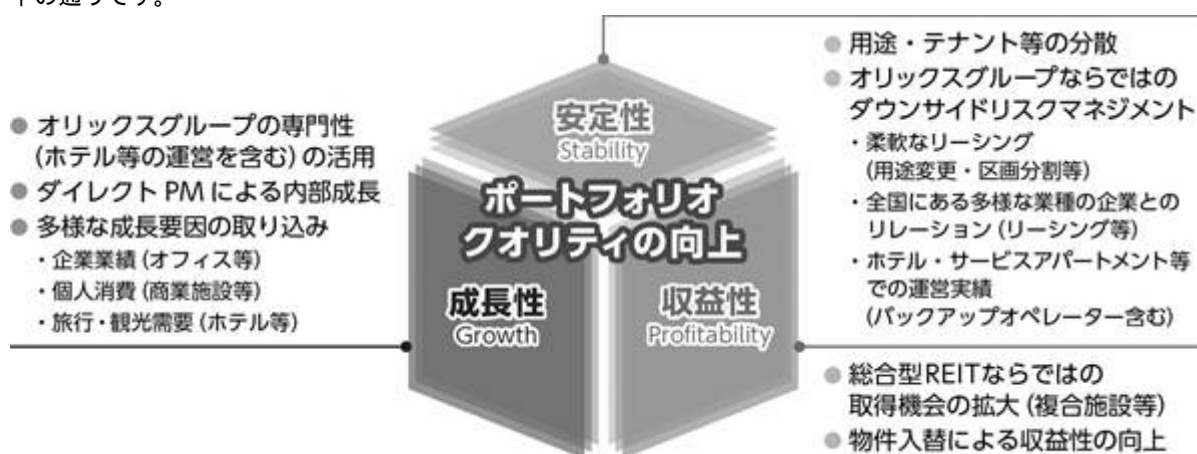 下の通りです。
● オリックスグループの専門性
(ホテル等の運営を含む)の活用
● ダイレクトPMによる内部成長
● 多様な成長要因の取り込み
・企業業績(オフィス等)
・個人消費(商業施設等)
・旅行・観光需要(ホテル等)
安定性
Stability
ポートフォリオ
クオリティの向上
成長性
Growth
収益性
Profitability
● 用途・テナント等の分散
● オリックスグループならではの
ダウンサイドリスクマネジメント
・柔軟なリーシング
(用途変更・区画分割等)
・全国にある多様な業種の企業との
リレーション(リーシング等)
・ホテル・サービスアパートメント等
での運営実績
(バックアップオペレーター含む)
● 総合型REITならではの
取得機会の拡大(複合施設等)
● 物件入替による収益性の向上